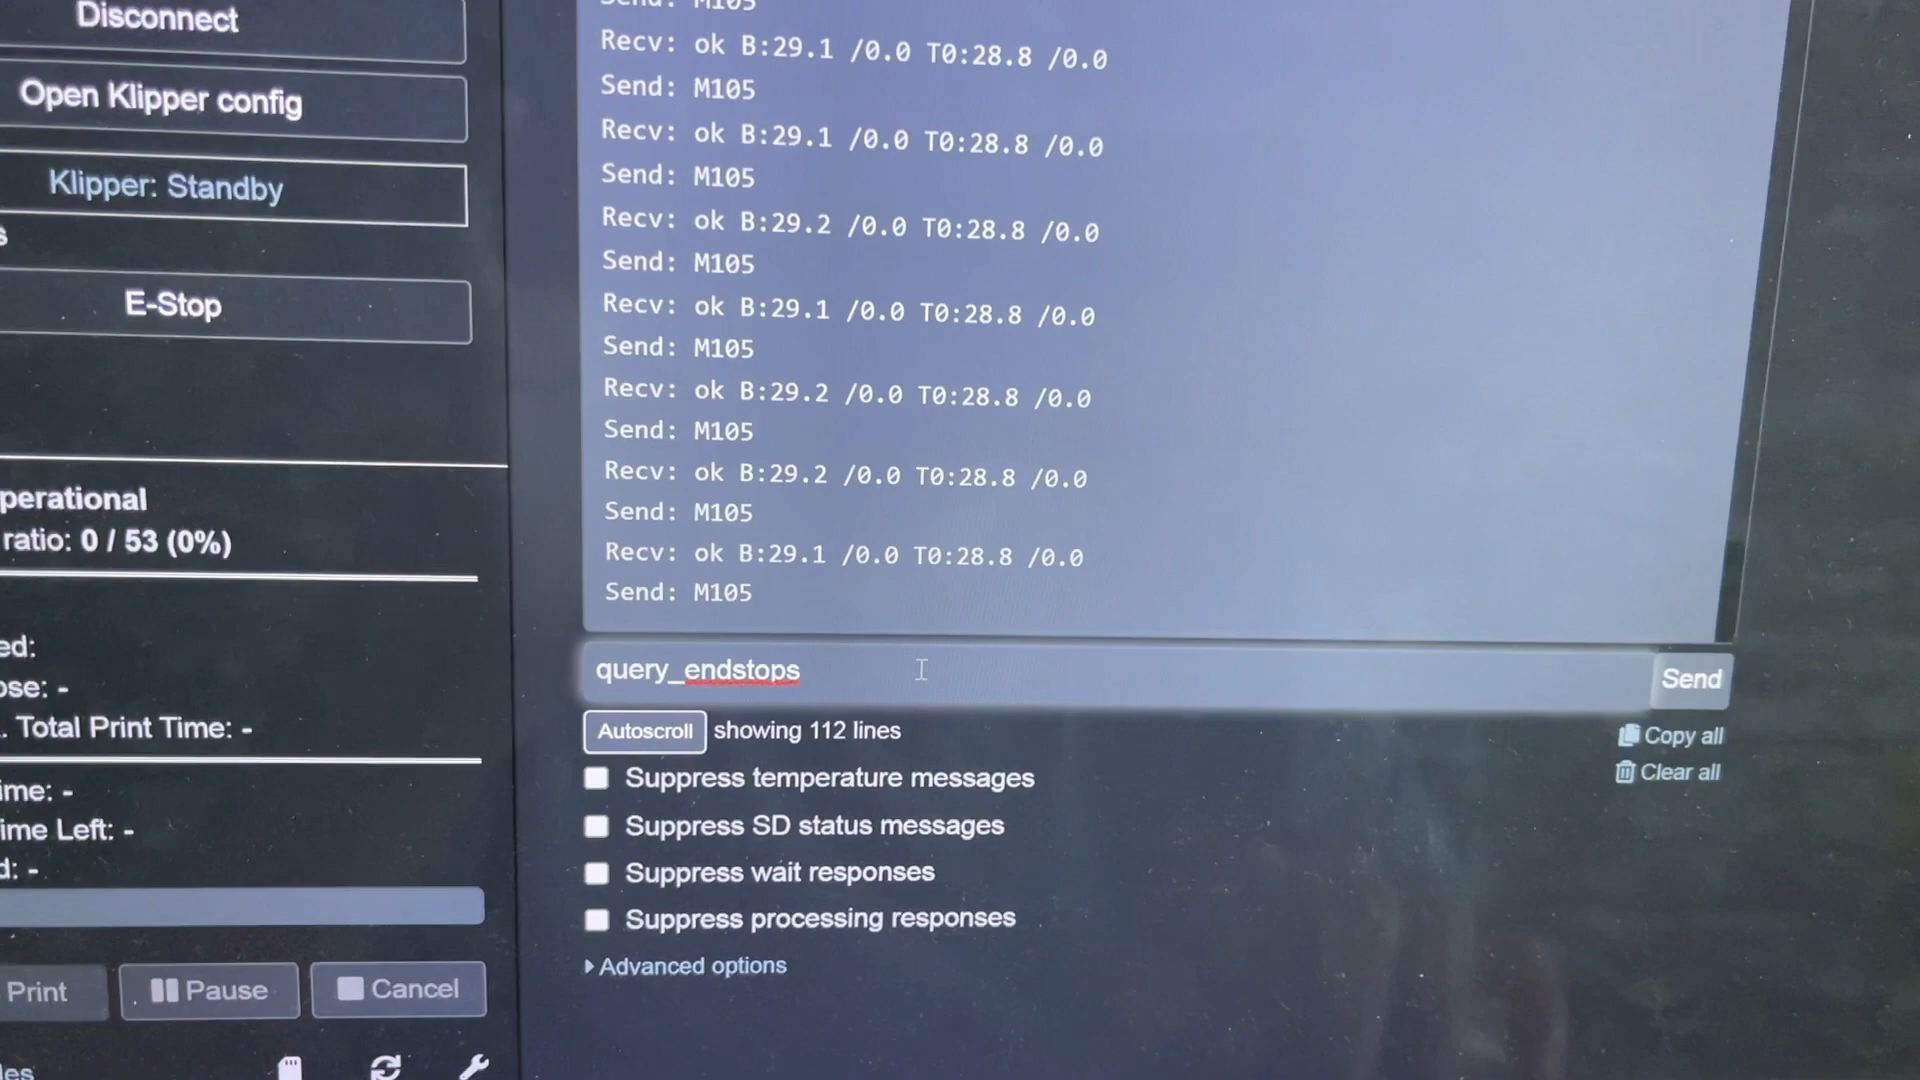 Disconnect
Open Klipper config
Klipper: Standby
s
E-Stop
perational
ratio: 0 / 53 (0%)
ed:
ose: -
. Total Print Time: -
ime: -
ime Left: -
d: -
Print
Pause
Cancel
les
Send: M105
Recv: ok B:29.1 /0.0 T0:28.8 /0.0
Send: M105
Recv: ok B:29.1 /0.0 T0:28.8 /0.0
Send: M105
Recv: ok B:29.2 /0.0 T0:28.8 /0.0
Send: M105
Recv: ok B:29.1 /0.0 T0:28.8 /0.0
Send: M105
Recv: ok B:29.2 /0.0 T0:28.8 /0.0
Send: M105
Recv: ok B:29.2 /0.0 T0:28.8 /0.0
Send: M105
Recv: ok B:29.1 /0.0 T0:28.8 /0.0
Send: M105
query_endstops
Send
Autoscroll showing 112 lines
Copy all
Clear all
Suppress temperature messages
Suppress SD status messages
Suppress wait responses
Suppress processing responses
Advanced options